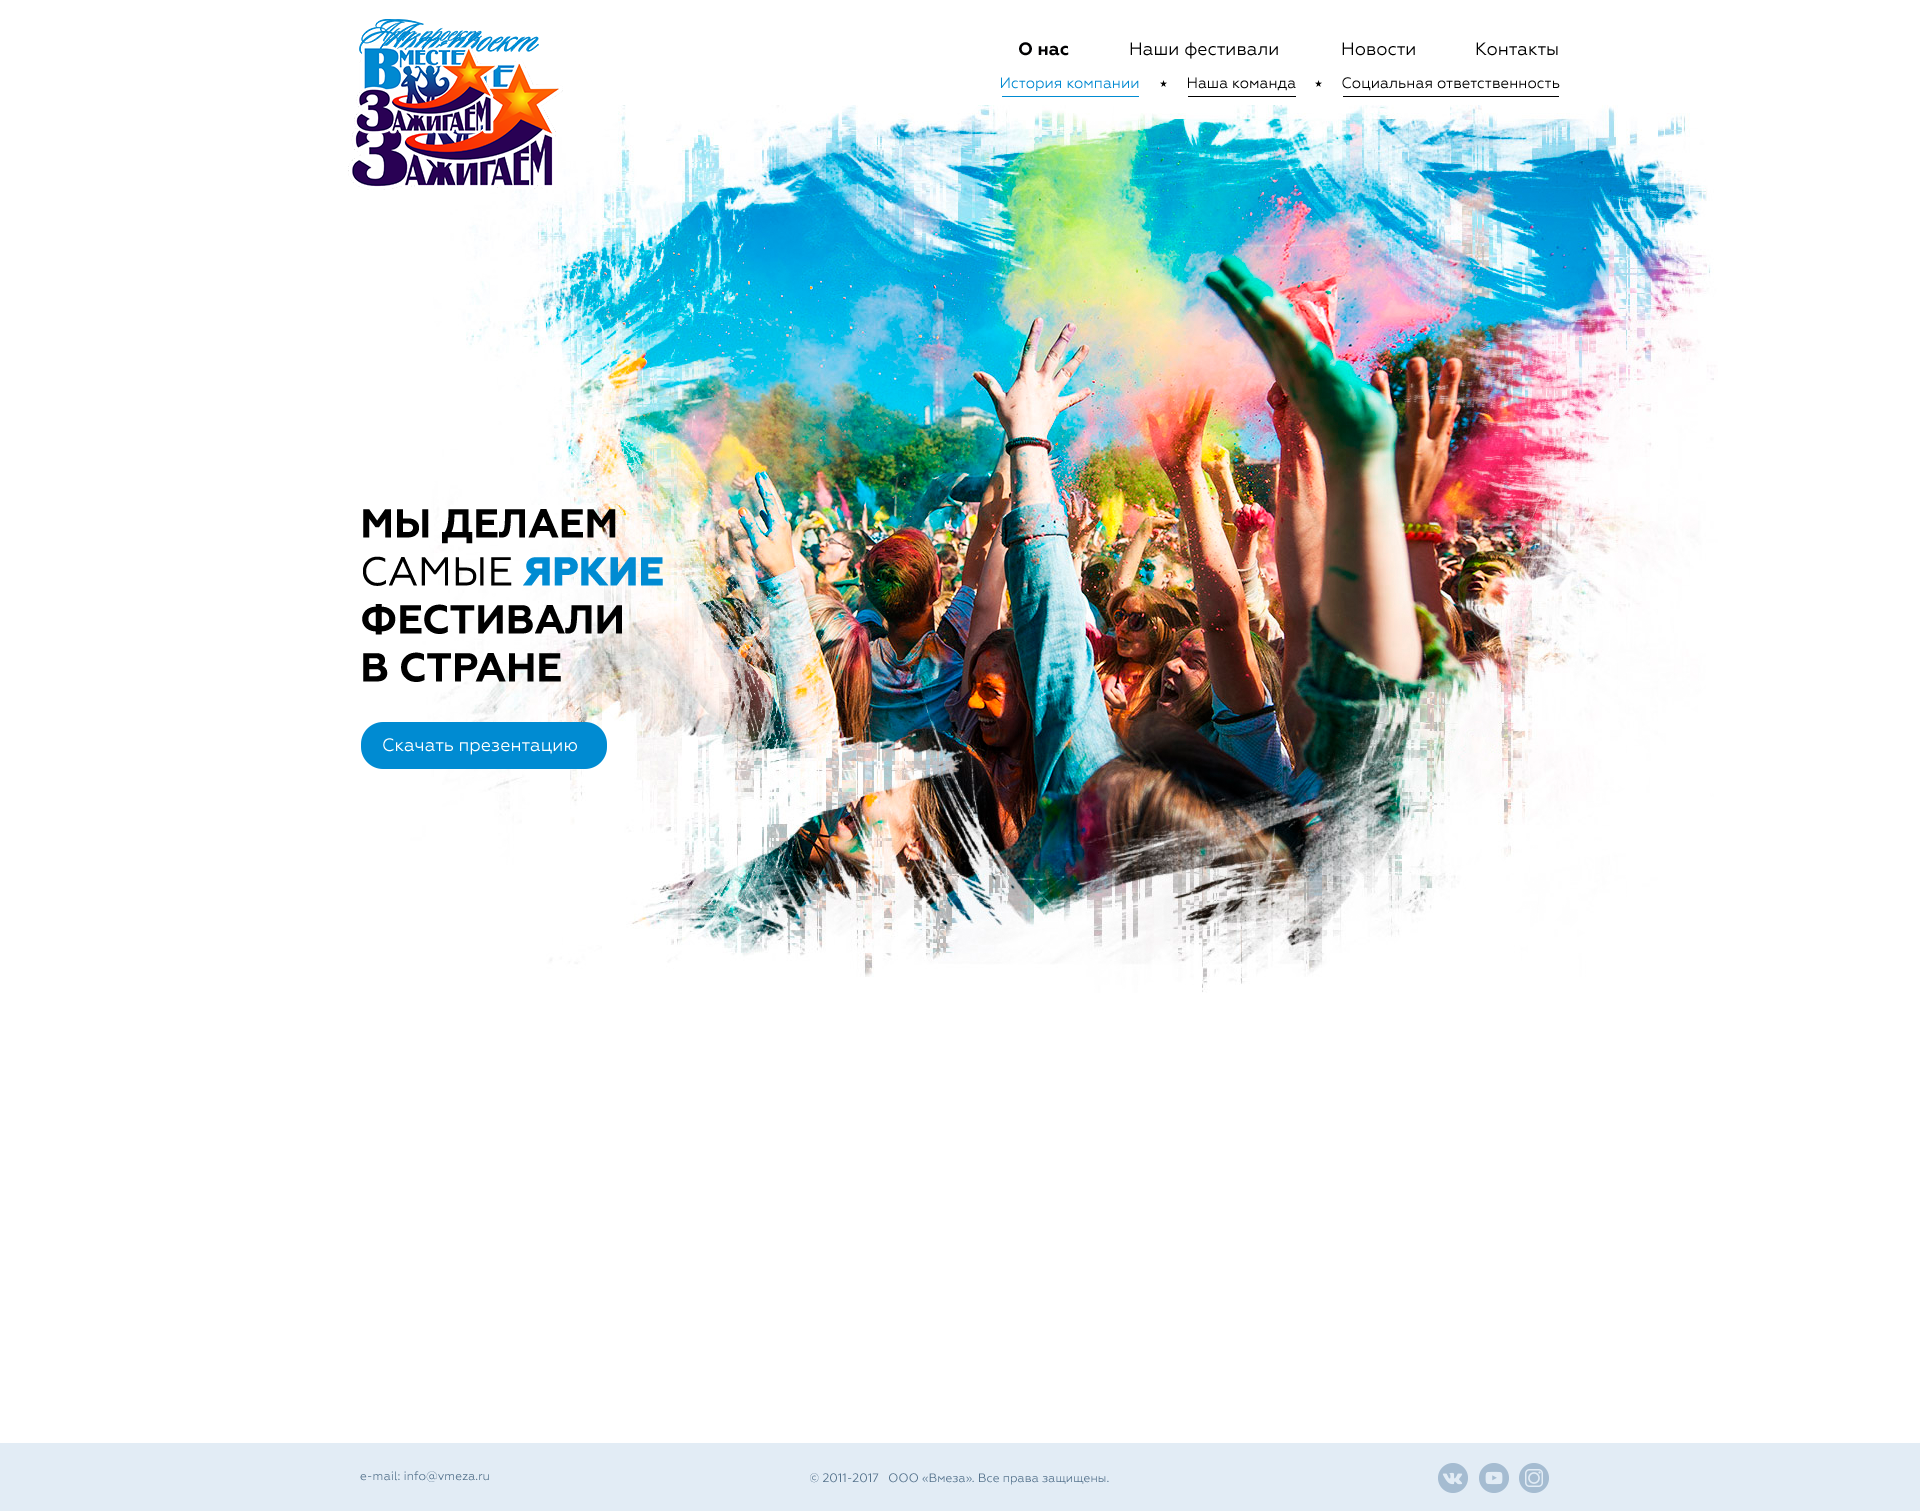 Арт-проект
ВМЕСТЕ
ЗАЖИГАЕМ
ЗАЖИГАЕМ
О нас Наши фестивали Новости Контакты
История компании ★ Наша команда ★ Социальная ответственность
МЫ ДЕЛАЕМ
САМЫЕ ЯРКИЕ
ФЕСТИВАЛИ
В СТРАНЕ
Скачать презентацию
e-mail: info@vmeza.ru
© 2011-2017 ООО «Вмеза». Все права защищены.